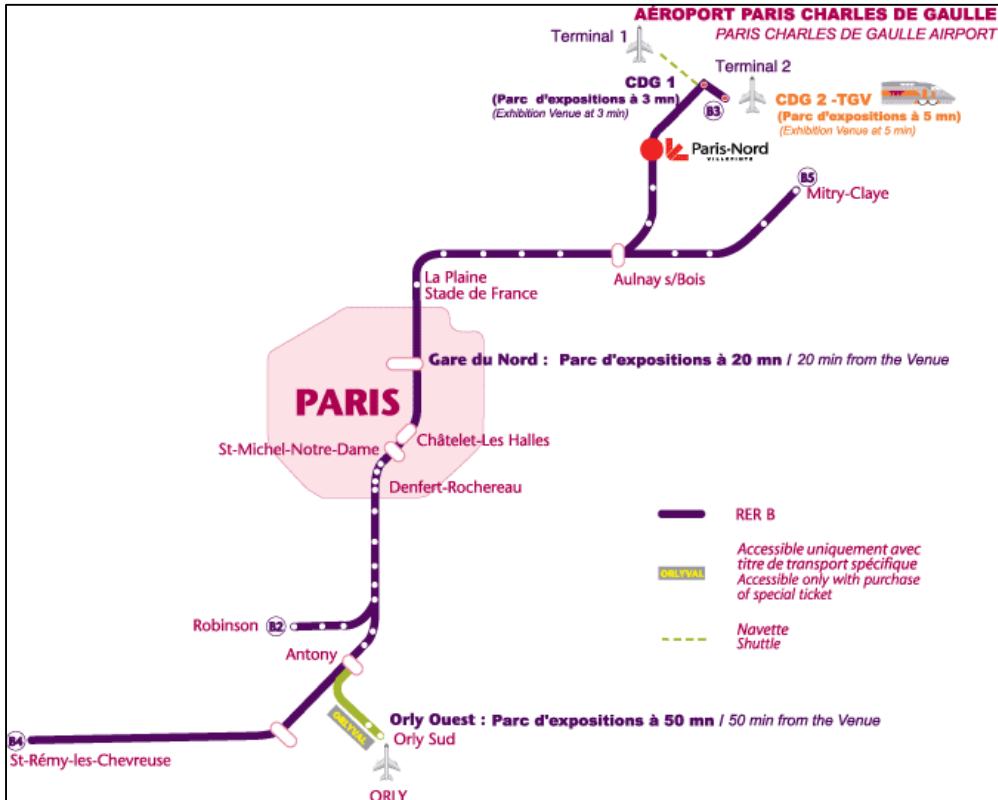 AÉROPORT PARIS CHARLES DE GAULLE
PARIS CHARLES DE GAULLE AIRPORT
Terminal 1
Terminal 2
CDG 1
(Parc d'expositions à 3 mn)
(Exhibition Venue at 3 min)
B3
CDG 2 -TGV
(Parc d'expositions à 5 mn)
(Exhibition Venue at 5 min)
Paris-Nord
VILLEPINTE
B5
Mitry-Claye
Aulnay s/Bois
La Plaine
Stade de France
Gare du Nord : Parc d'expositions à 20 mn / 20 min from the Venue
PARIS
Châtelet-Les Halles
St-Michel-Notre-Dame
Denfert-Rochereau
RER B
ORLYVAL
Accessible uniquement avec
titre de transport spécifique
Accessible only with purchase
of special ticket
Navette
Shuttle
Robinson
B2
Antony
ORLYVAL
Orly Ouest : Parc d'expositions à 50 mn / 50 min from the Venue
Orly Sud
B4
St-Rémy-les-Chevreuse
ORLY